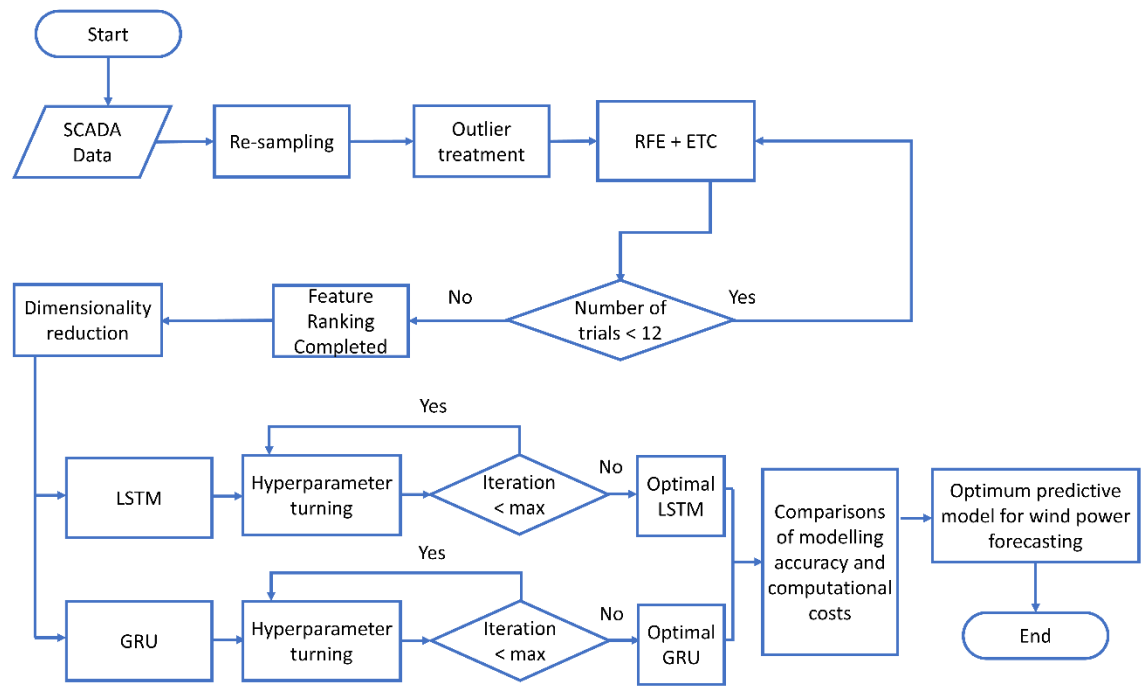 Start
SCADA
Data
Re-sampling
Outlier
treatment
RFE + ETC
Dimensionality
reduction
Feature
Ranking
Completed
No
Number of
trials < 12
Yes
Yes
LSTM
Hyperparameter
turning
Iteration
< max
No
Optimal
LSTM
Yes
GRU
Hyperparameter
turning
Iteration
< max
No
Optimal
GRU
Comparisons
of modelling
accuracy and
computational
costs
Optimum predictive
model for wind power
forecasting
End